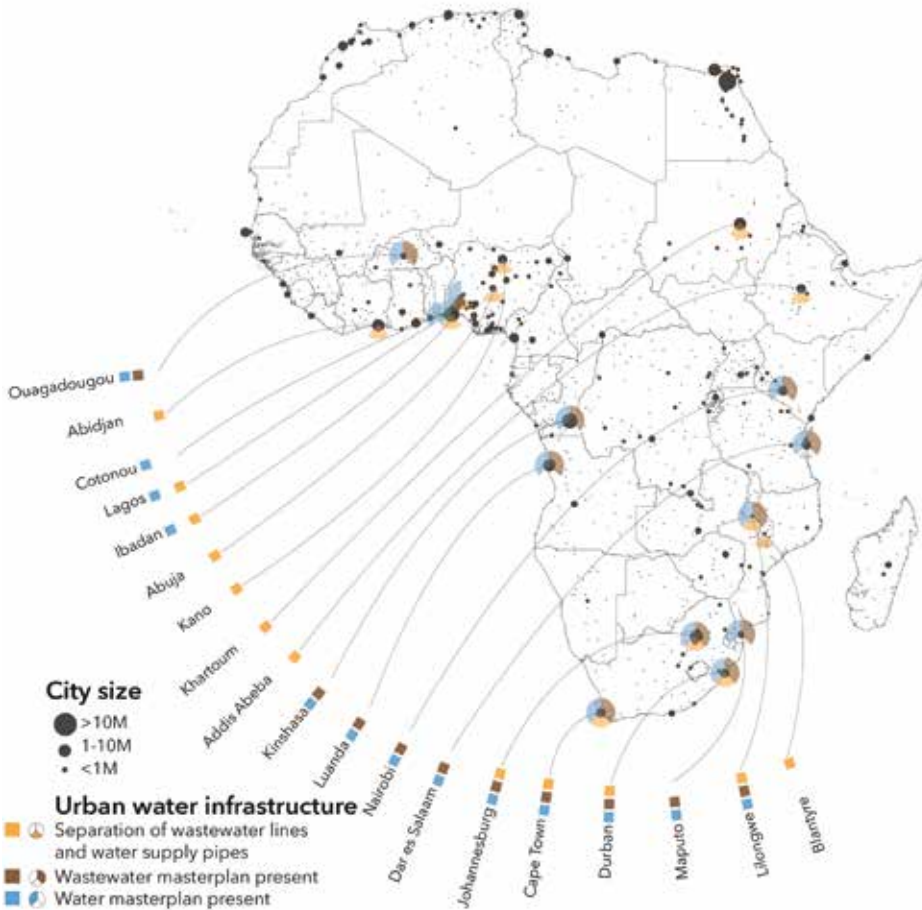 Ouagadougou
Abidjan
Cotonou
Lagos
Ibadan
Abuja
Kano
Khartoum
Addis Abeba
Kinshasa
Luanda
Nairobi
Dar es Salaam
Johannesburg
Cape Town
Durban
Maputo
Lilongwe
Blantyre
City size
>10M
1-10M
<1M
Urban water infrastructure
Separation of wastewater lines
and water supply pipes
Wastewater masterplan present
Water masterplan present